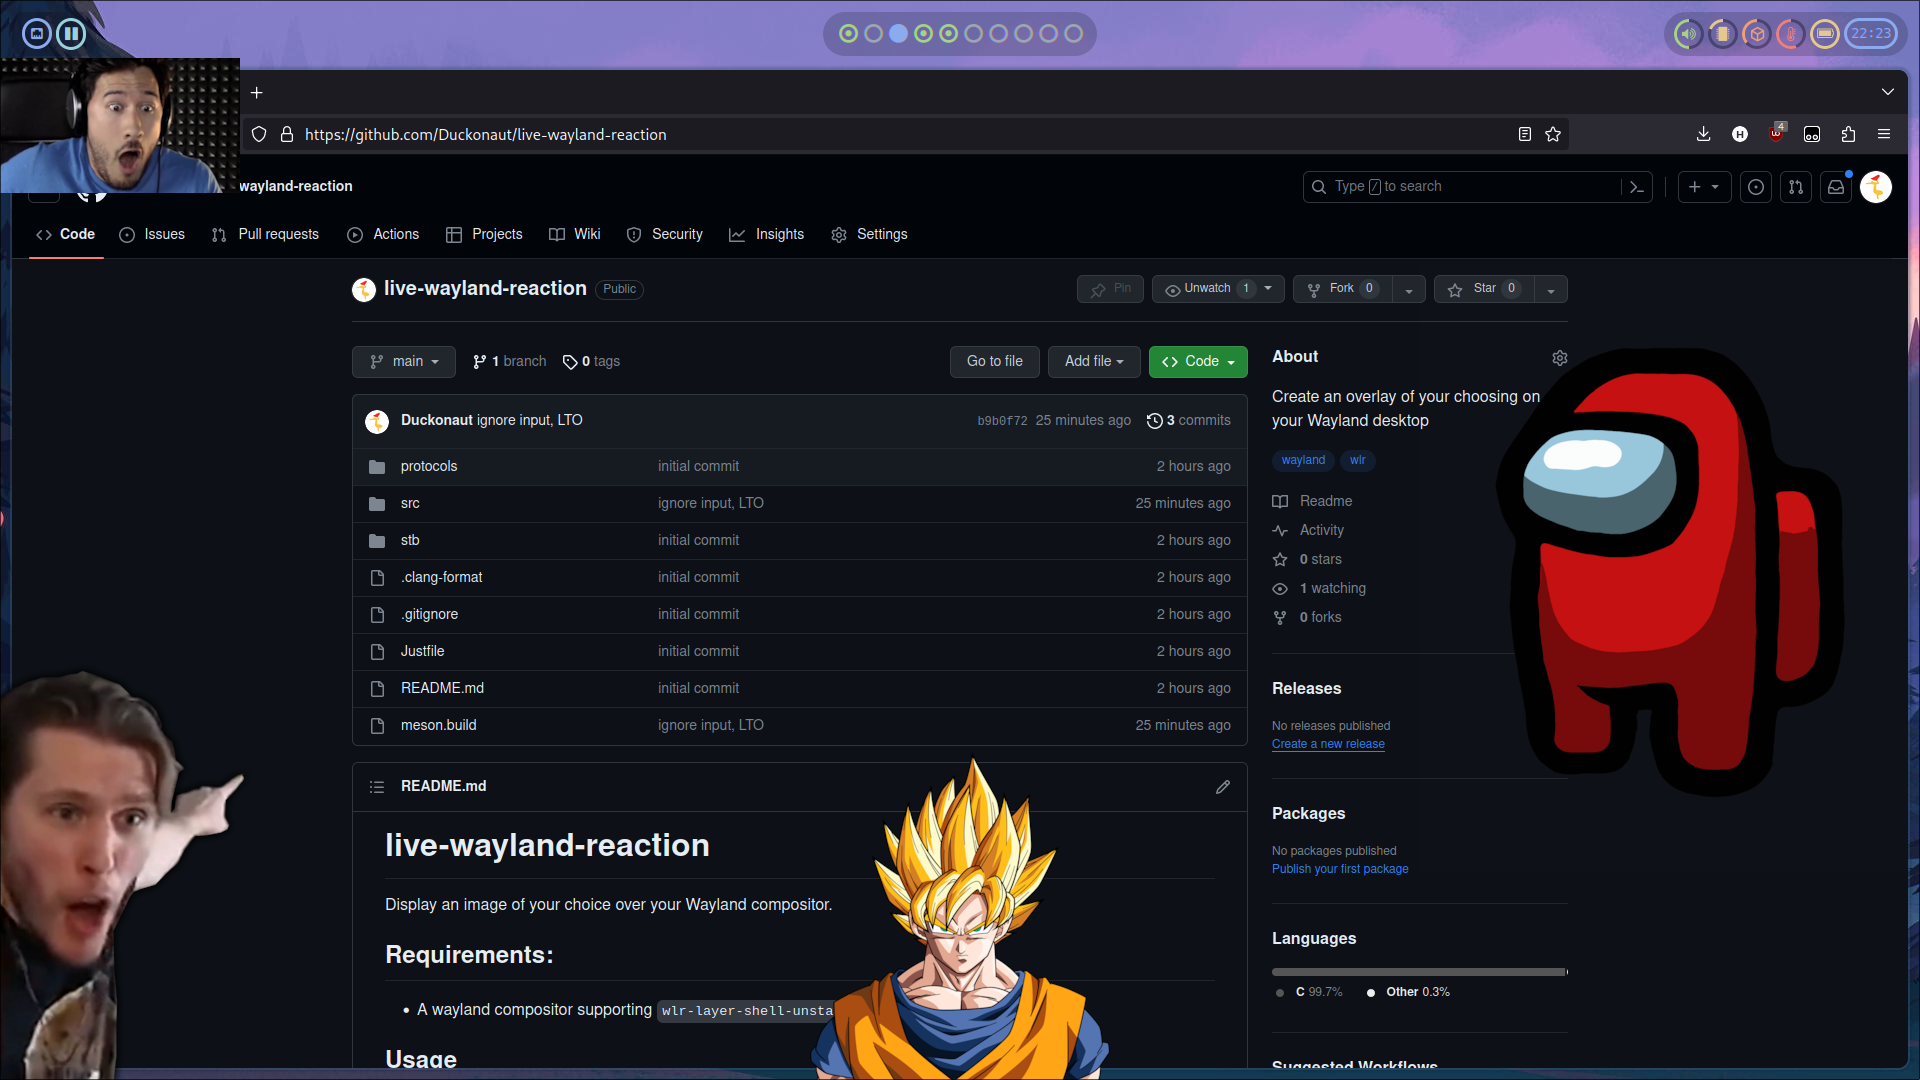 22:23
https://github.com/Duckonaut/live-wayland-reaction
H
4
wayland-reaction
Type / to search
Code
Issues
Pull requests
Actions
Projects
Wiki
Security
Insights
Settings
live-wayland-reaction
Public
Pin
Unwatch 1
Fork 0
Star 0
main
1 branch
0 tags
Go to file
Add file
Code
Duckonaut ignore input, LTO
b9b0f72 25 minutes ago
3 commits
protocols initial commit 2 hours ago
src ignore input, LTO 25 minutes ago
stb initial commit 2 hours ago
.clang-format initial commit 2 hours ago
.gitignore initial commit 2 hours ago
Justfile initial commit 2 hours ago
README.md initial commit 2 hours ago
meson.build ignore input, LTO 25 minutes ago
README.md
live-wayland-reaction
Display an image of your choice over your Wayland compositor.
Requirements:
• A wayland compositor supporting wlr-layer-shell-unsta
Usage
About
Create an overlay of your choosing on
your Wayland desktop
wayland wlr
Readme
Activity
0 stars
1 watching
0 forks
Releases
No releases published
Create a new release
Packages
No packages published
Publish your first package
Languages
C 99.7% Other 0.3%
Suggested Workflows